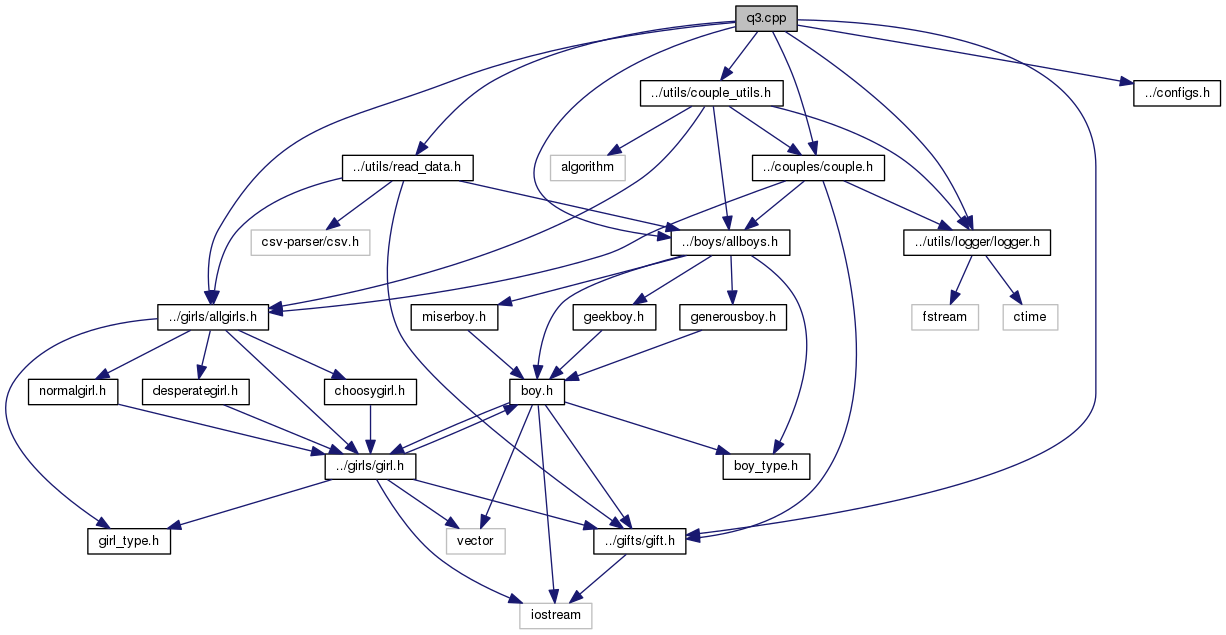 q3.cpp
../utils/couple_utils.h
../configs.h
../utils/read_data.h
algorithm
../couples/couple.h
csv-parser/csv.h
../boys/allboys.h
../utils/logger/logger.h
../girls/allgirls.h
miserboy.h
geekboy.h
generousboy.h
fstream
ctime
normalgirl.h
desperategirl.h
choosygirl.h
boy.h
../girls/girl.h
boy_type.h
girl_type.h
vector
../gifts/gift.h
iostream